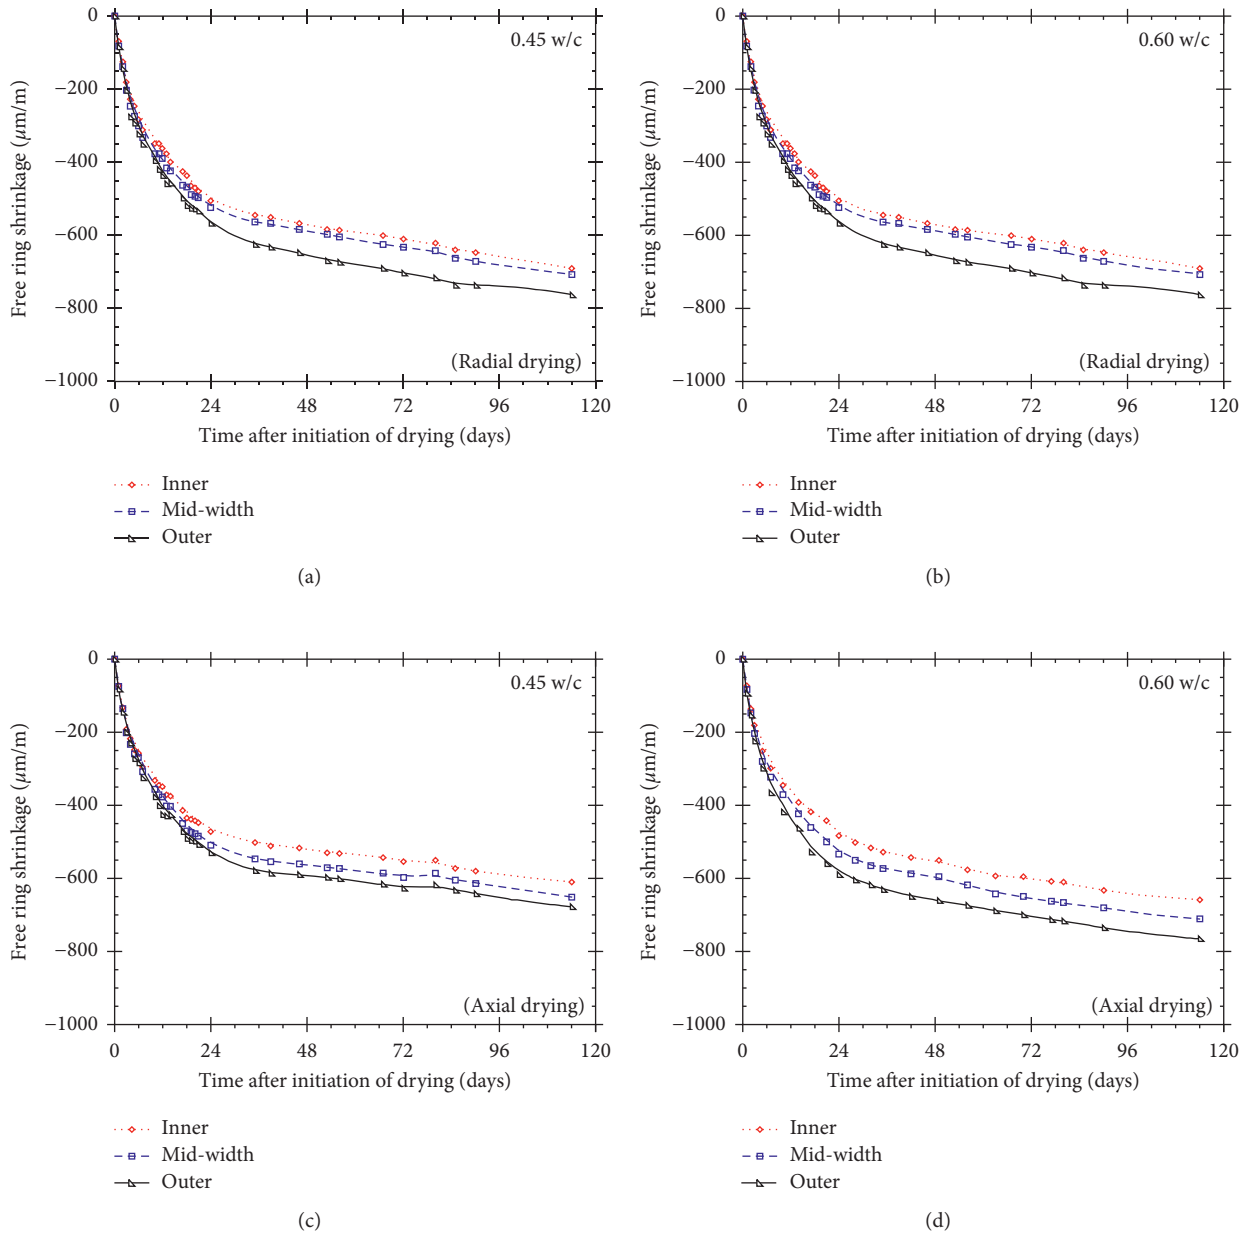 0.45 w/c
0
−200
−400
−600
−800
−1000
Free ring shrinkage (μm/m)
(Radial drying)
0 24 48 72 96 120
Time after initiation of drying (days)
Inner
Mid-width
Outer
(a)
0.60 w/c
0
−200
−400
−600
−800
−1000
Free ring shrinkage (μm/m)
(Radial drying)
0 24 48 72 96 120
Time after initiation of drying (days)
Inner
Mid-width
Outer
(b)
0.45 w/c
0
−200
−400
−600
−800
−1000
Free ring shrinkage (μm/m)
(Axial drying)
0 24 48 72 96 120
Time after initiation of drying (days)
Inner
Mid-width
Outer
(c)
0.60 w/c
0
−200
−400
−600
−800
−1000
Free ring shrinkage (μm/m)
(Axial drying)
0 24 48 72 96 120
Time after initiation of drying (days)
Inner
Mid-width
Outer
(d)